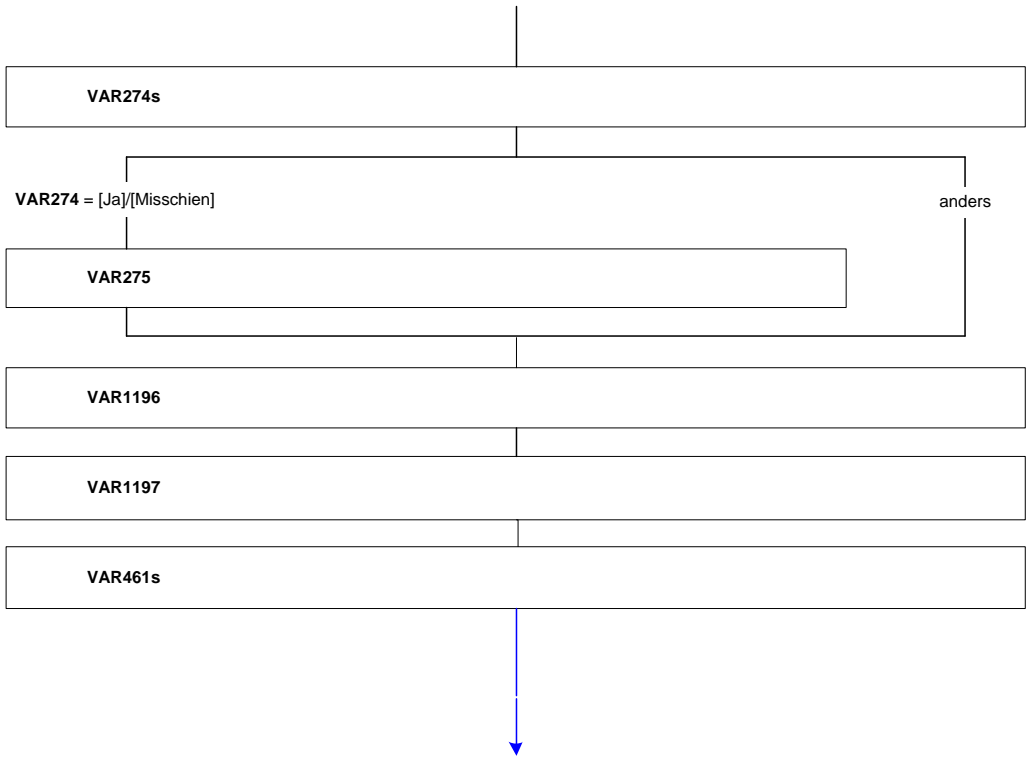 VAR274s
VAR274 = [Ja]/[Misschien]
anders
VAR275
VAR1196
VAR1197
VAR461s